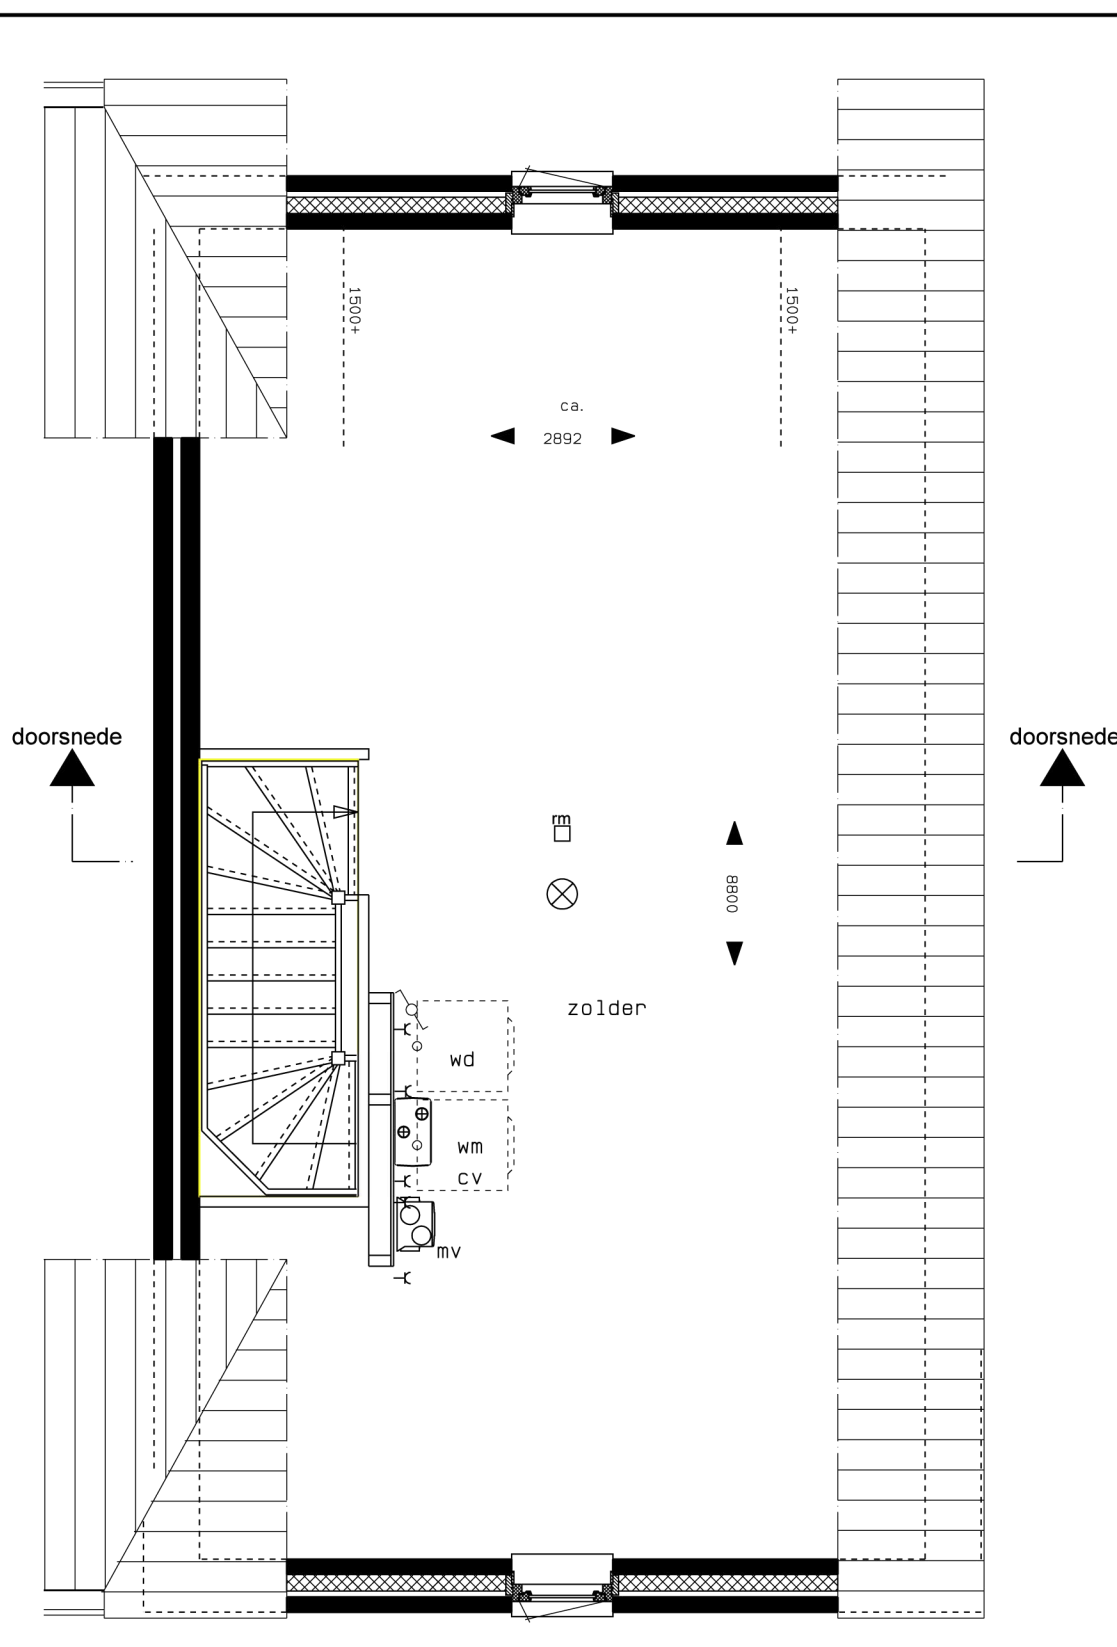 1500+
1500+
ca.
2892
doorsnede
doorsnede
rm
8800
zolder
wd
wm
cv
mv